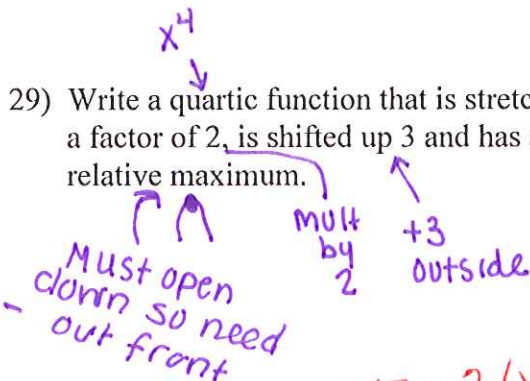 x⁴
29) Write a quartic function that is stretc
a factor of 2, is shifted up 3 and has
relative maximum.
mult
by
2
+3
outside
Must open
down so need
- out front